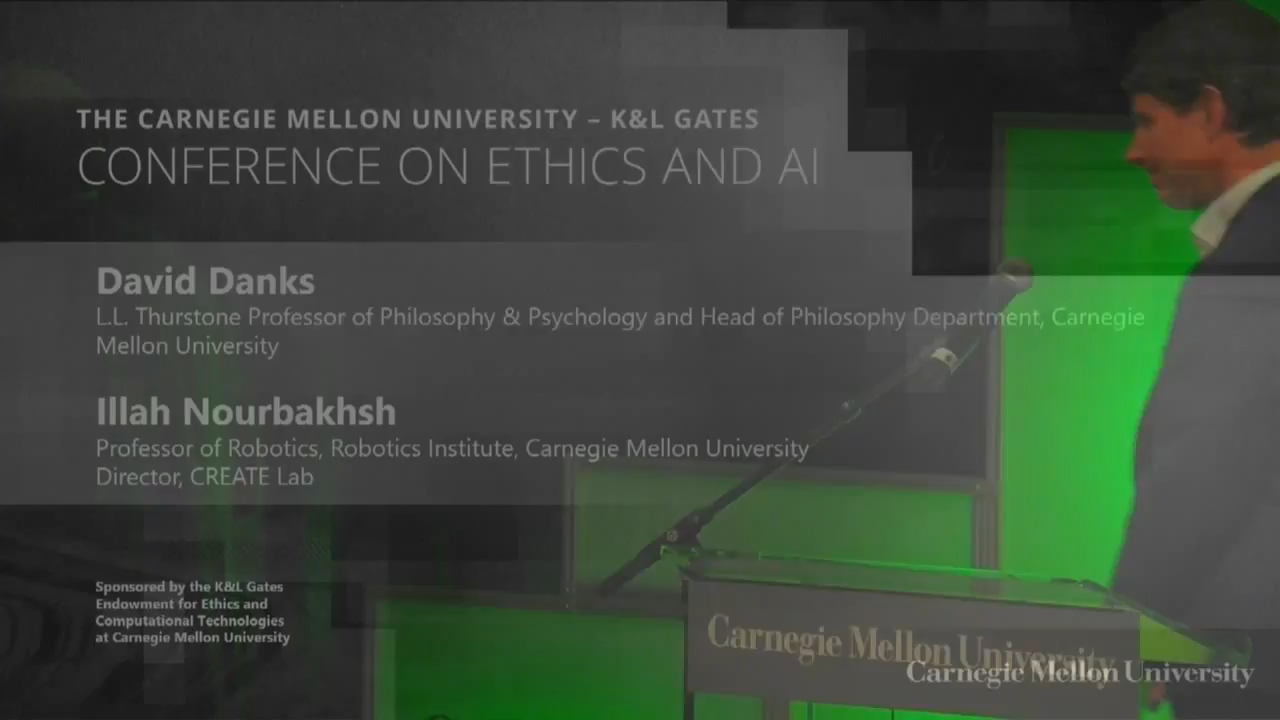 THE CARNEGIE MELLON UNIVERSITY – K&L GATES
CONFERENCE ON ETHICS AND AI
David Danks
L.L. Thurstone Professor of Philosophy & Psychology and Head of Philosophy Department, Carnegie
Mellon University
Illah Nourbakhsh
Professor of Robotics, Robotics Institute, Carnegie Mellon University
Director, CREATE Lab
Sponsored by the K&L Gates
Endowment for Ethics and
Computational Technologies
at Carnegie Mellon University
Carnegie Mellon University
Carnegie Mellon University